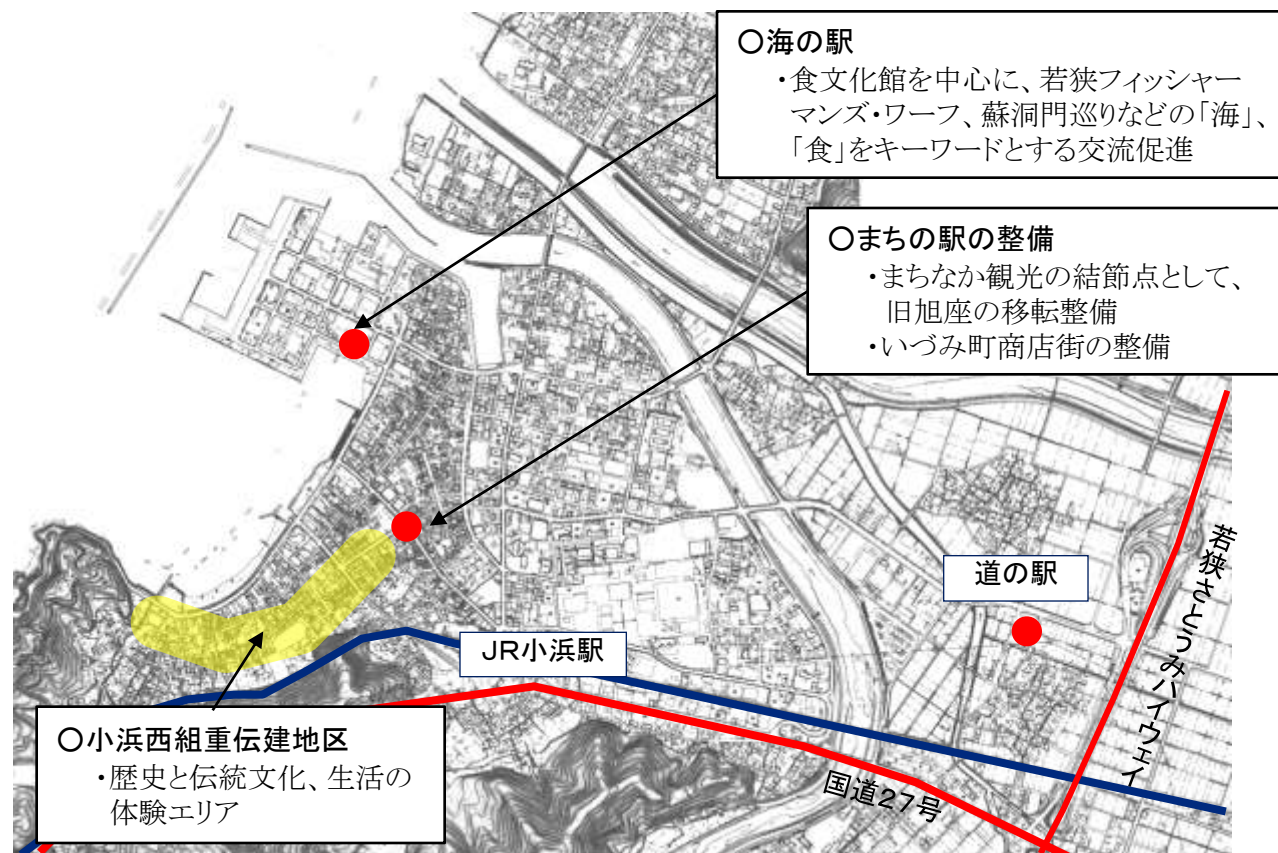 〇海の駅
・食文化館を中心に、若狭フィッシャー
マンズ・ワーフ、蘇洞門巡りなどの「海」、
「食」をキーワードとする交流促進
〇まちの駅の整備
・まちなか観光の結節点として、
旧旭座の移転整備
・いづみ町商店街の整備
道の駅
若狭さとうみハイウェイ
JR小浜駅
国道27号
〇小浜西組重伝建地区
・歴史と伝統文化、生活の
体験エリア